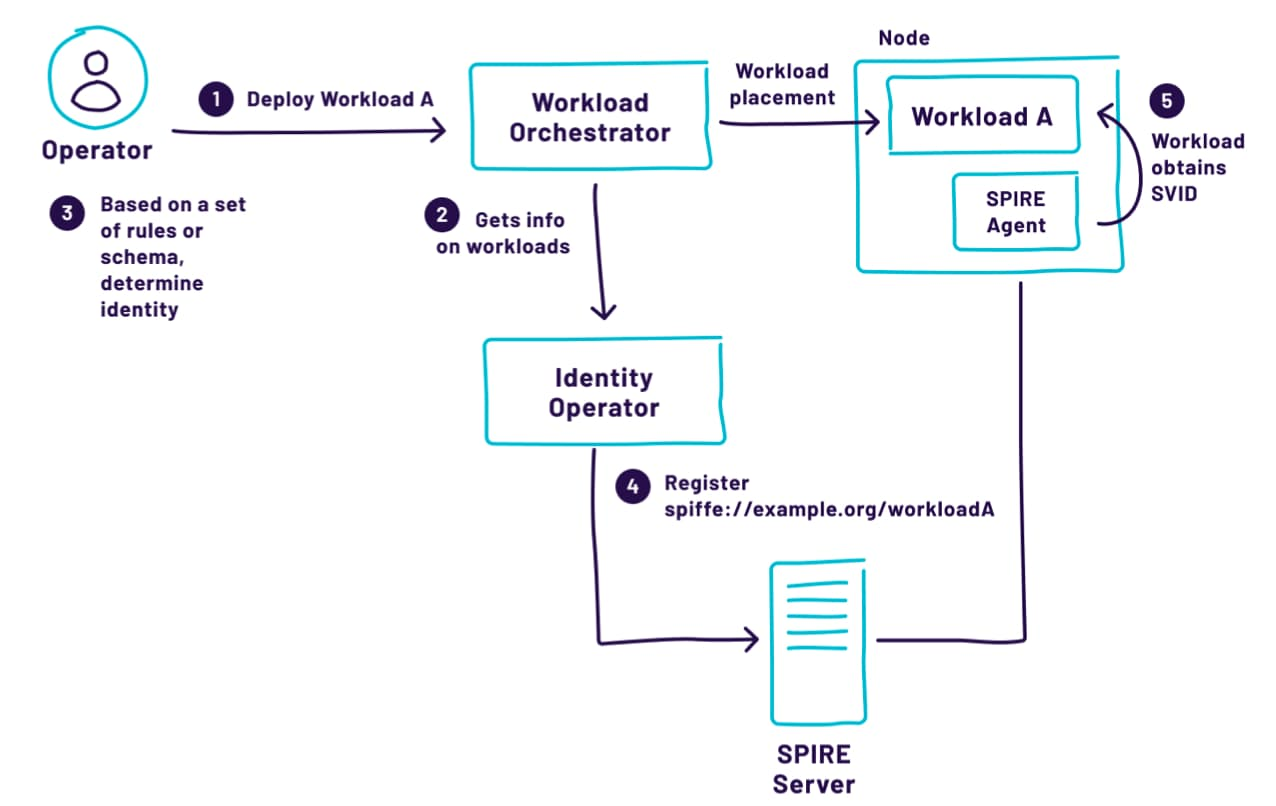 Node
1 Deploy Workload A
Operator
Workload
Orchestrator
Workload
placement
Workload A
SPIRE
Agent
5
Workload
obtains
SVID
3 Based on a set
of rules or
schema,
determine
identity
2 Gets info
on workloads
Identity
Operator
4 Register
spiffe://example.org/workloadA
SPIRE
Server